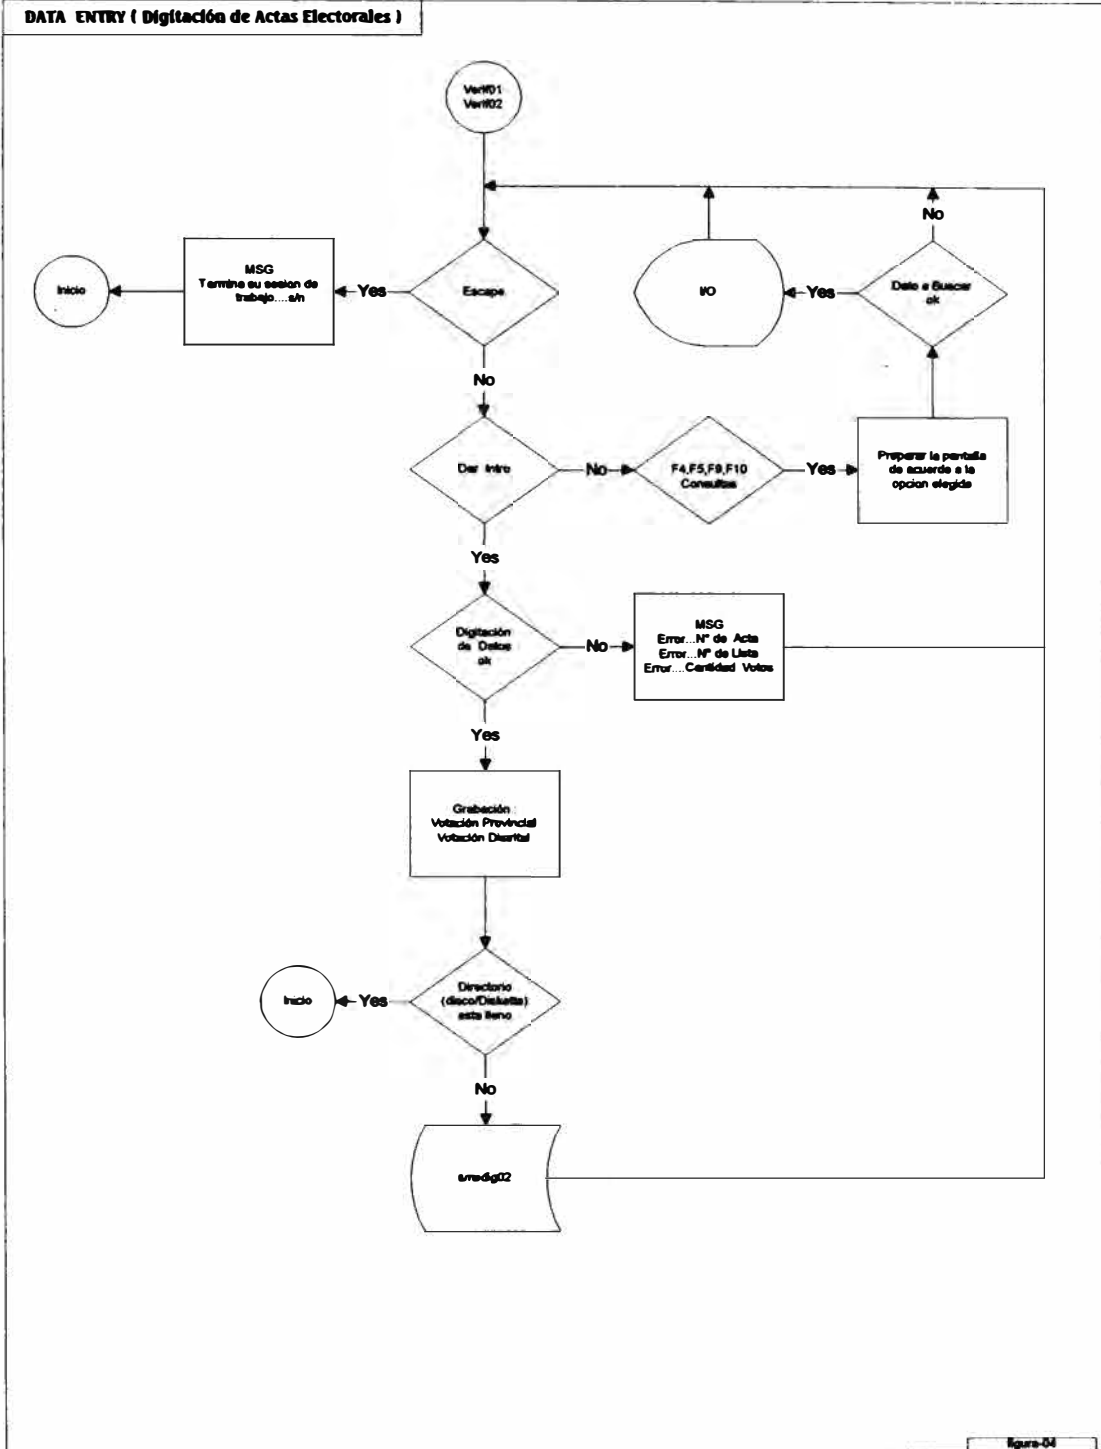 DATA ENTRY ( Digitación de Actas Electorales )
Verif01
Verif02
No
MSG
Termina su sesion de
trabajo....s/n
Inicio
Yes
Escape
I/O
Yes
Dato a Buscar
ok
No
Dar Intro
No
F4,F5,F9,F10
Consultas
Yes
Preparar la pantalla
de acuerdo a la
opcion elegida
Yes
Digitación
de Datos
ok
No
MSG
Error...N° de Acta
Error...N° de Lista
Error....Cantidad Votos
Yes
Grabación :
Votación Provincial
Votación Distrital
Inicio
Yes
Directorio
(disco/Diskette)
esta lleno
No
figura-04